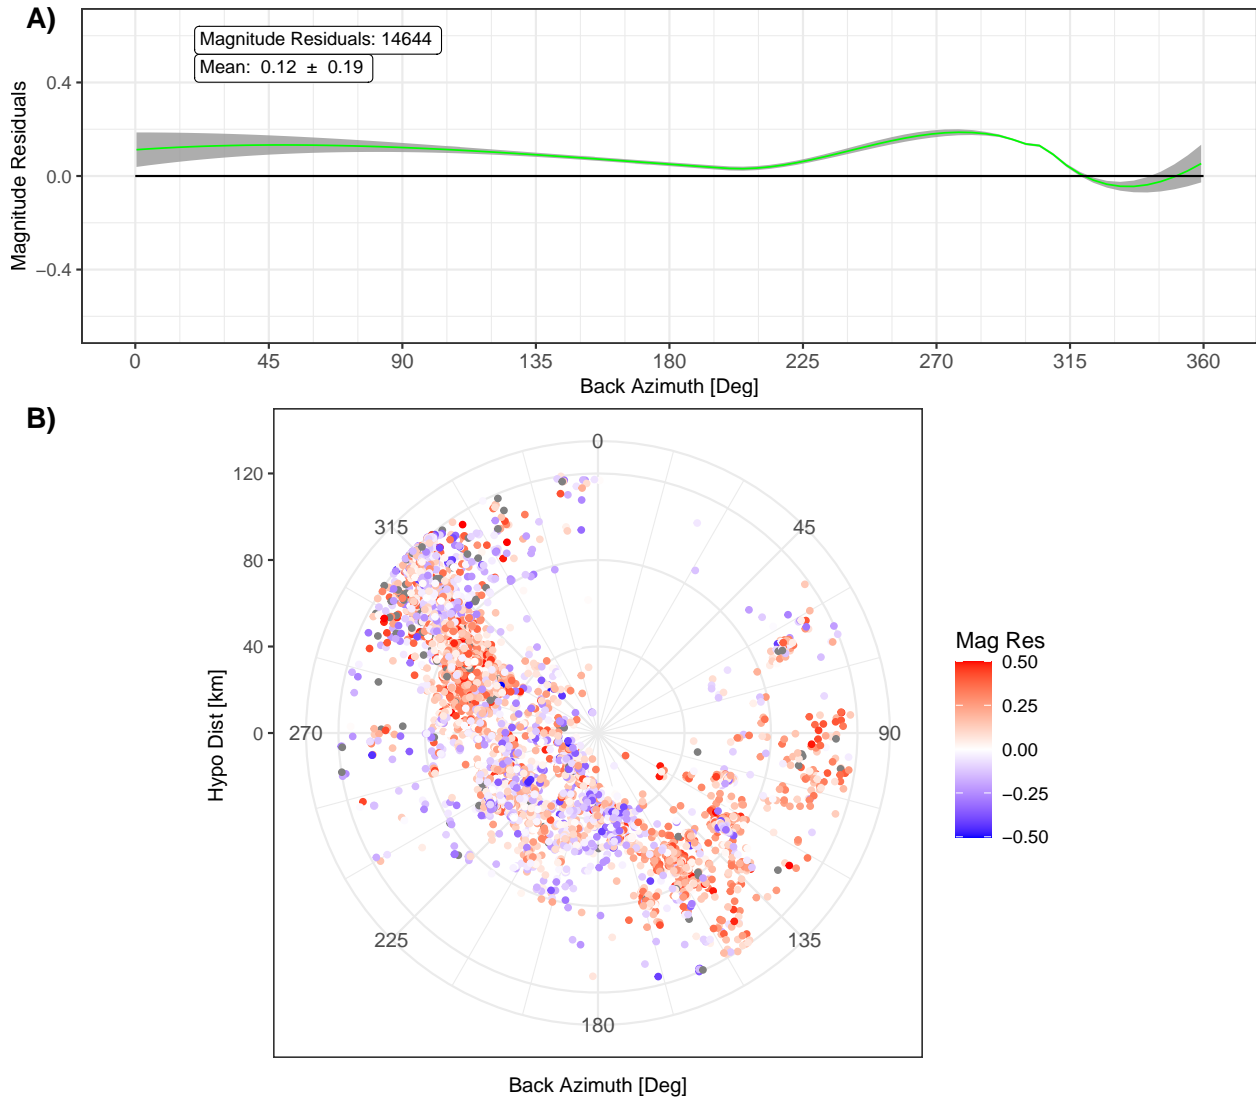 A)
Magnitude Residuals: 14644
Mean:  0.12  ±  0.19
Magnitude Residuals
0.4
0.0
−0.4
0 45 90 135 180 225 270 315 360
Back Azimuth [Deg]
B)
Hypo Dist [km]
120
80
40
0
0
45
90
135
180
225
270
315
Back Azimuth [Deg]
Mag Res
0.50
0.25
0.00
−0.25
−0.50